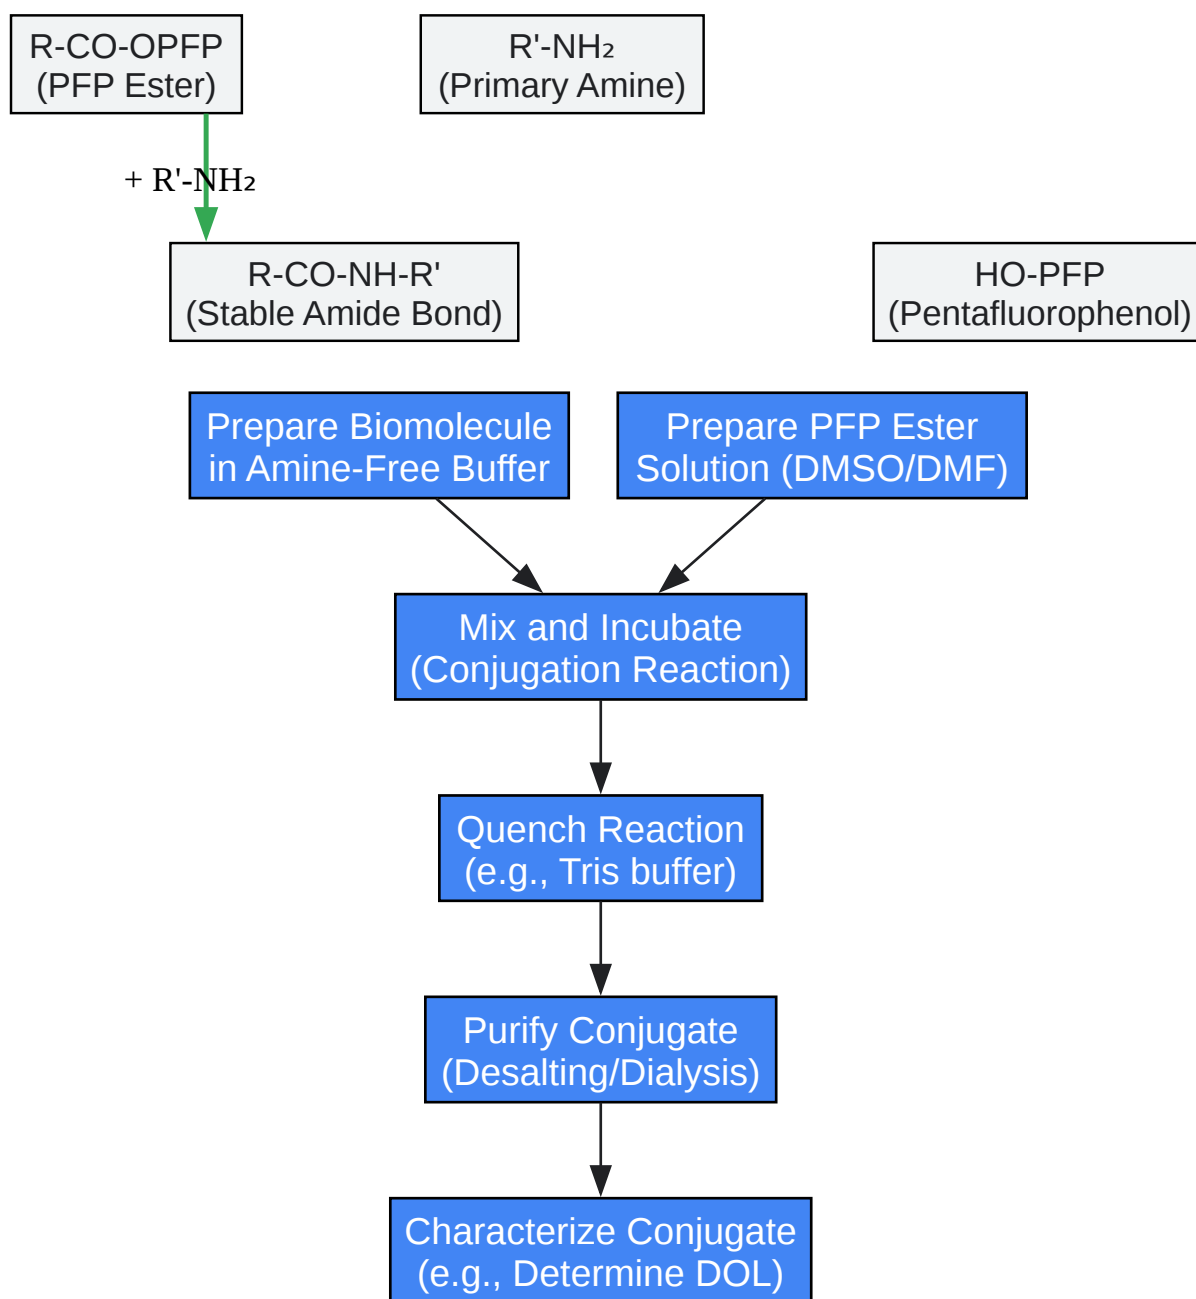 R-CO-OPFP
(PFP Ester)
R'-NH₂
(Primary Amine)
+ R'-NH₂
R-CO-NH-R'
(Stable Amide Bond)
HO-PFP
(Pentafluorophenol)
Prepare Biomolecule
in Amine-Free Buffer
Prepare PFP Ester
Solution (DMSO/DMF)
Mix and Incubate
(Conjugation Reaction)
Quench Reaction
(e.g., Tris buffer)
Purify Conjugate
(Desalting/Dialysis)
Characterize Conjugate
(e.g., Determine DOL)